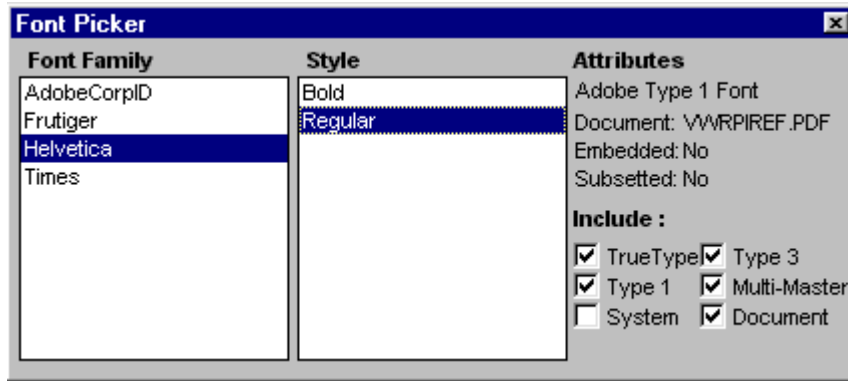 Font Picker
Font Family
AdobeCorpID
Frutiger
Helvetica
Times
Style
Bold
Regular
Attributes
Adobe Type 1 Font
Document: VWRPIREF.PDF
Embedded: No
Subsetted: No
Include :
TrueType Type 3
Type 1 Multi-Master
System Document